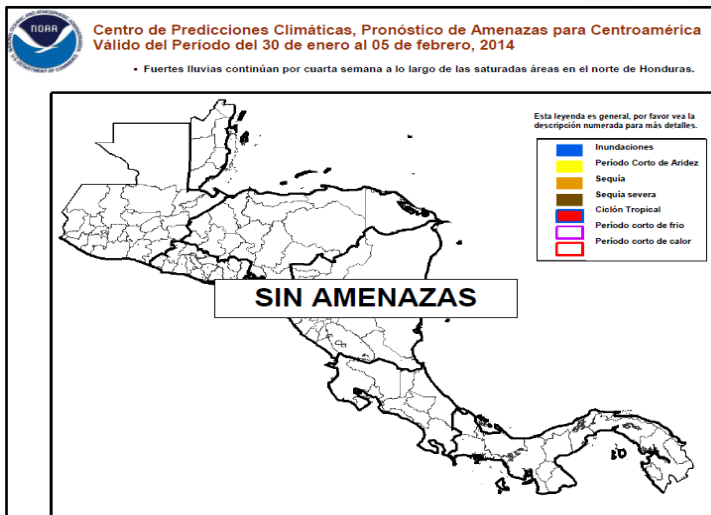 NOAA
Centro de Predicciones Climáticas, Pronóstico de Amenazas para Centroamérica
Válido del Período del 30 de enero al 05 de febrero, 2014
• Fuertes lluvias continúan por cuarta semana a lo largo de las saturadas áreas en el norte de Honduras.
Esta leyenda es general, por favor vea la
descripción numerada para más detalles.
Inundaciones
Período Corto de Aridez
Sequía
Sequía severa
Ciclón Tropical
Período corto de frío
Período corto de calor
SIN AMENAZAS